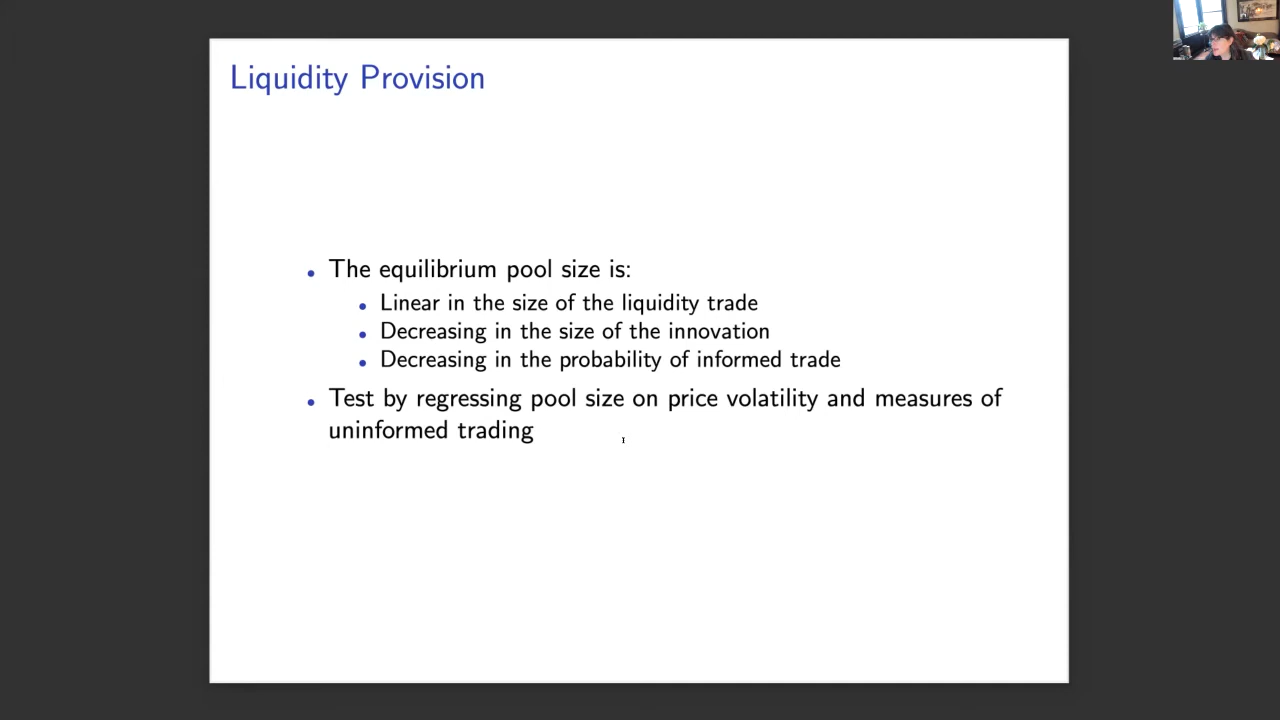 Liquidity Provision
The equilibrium pool size is:
Linear in the size of the liquidity trade
Decreasing in the size of the innovation
Decreasing in the probability of informed trade
Test by regressing pool size on price volatility and measures of
uninformed trading